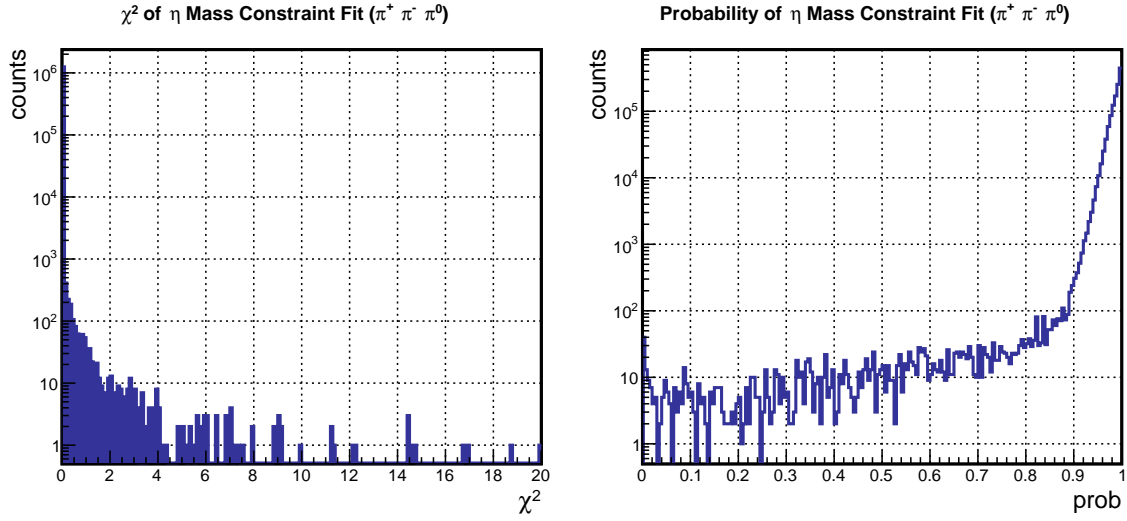 χ² of η Mass Constraint Fit (π⁺ π⁻ π⁰)
counts
10⁶
10⁵
10⁴
10³
10²
10
1
0 2 4 6 8 10 12 14 16 18 20
χ²
Probability of η Mass Constraint Fit (π⁺ π⁻ π⁰)
counts
10⁵
10⁴
10³
10²
10
1
0 0.1 0.2 0.3 0.4 0.5 0.6 0.7 0.8 0.9 1
prob